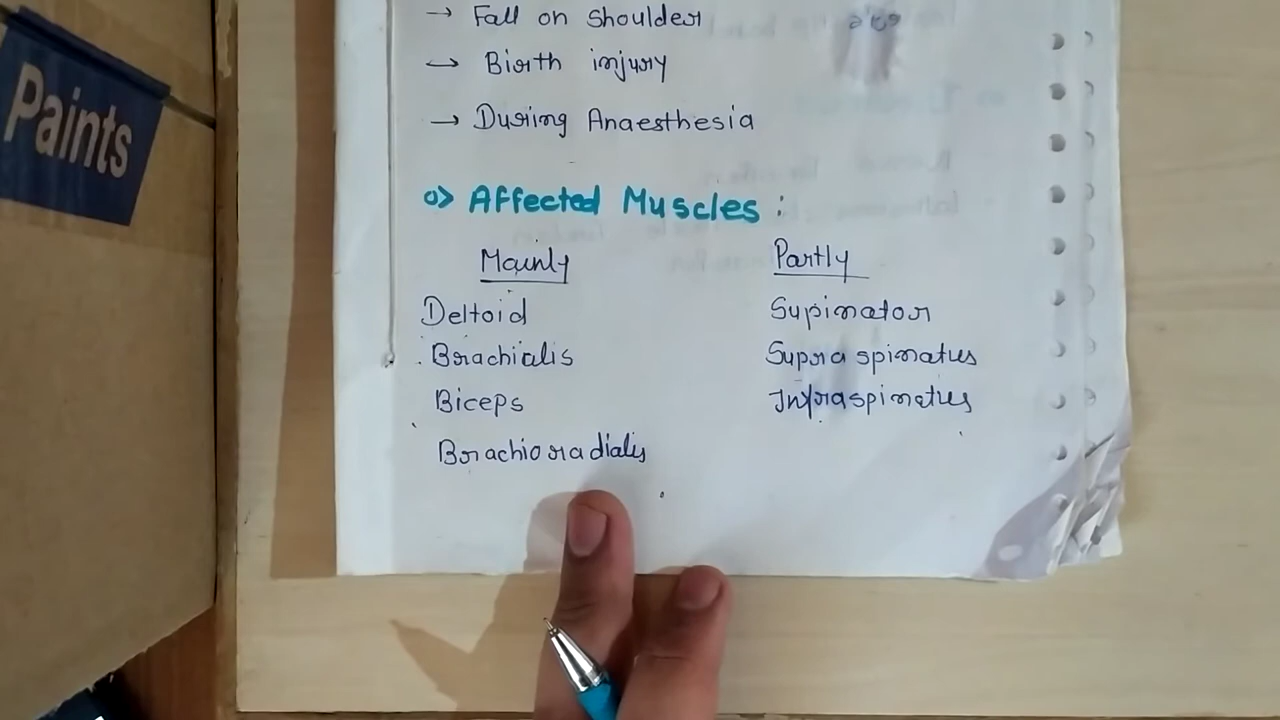 Paints
→ Fall on shoulder
→ Birth injury
→ During Anaesthesia
Affected Muscles :
Mainly Partly
Deltoid Supinator
Brachialis Supra spinatus
Biceps Infraspinatus
Brachioradialis